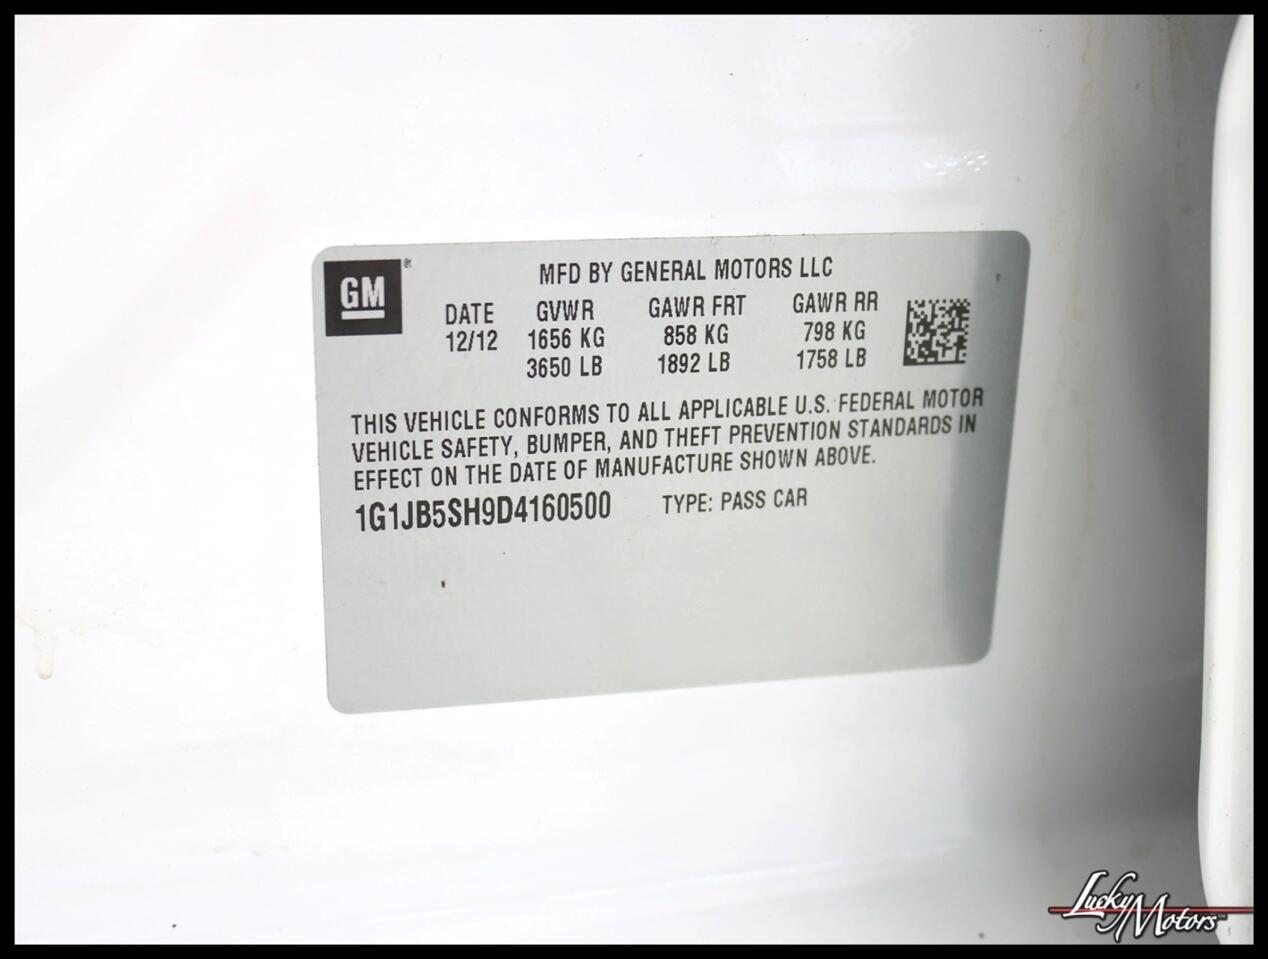 GM®
MFD BY GENERAL MOTORS LLC
DATE GVWR GAWR FRT GAWR RR
12/12 1656 KG 858 KG 798 KG
3650 LB 1892 LB 1758 LB
THIS VEHICLE CONFORMS TO ALL APPLICABLE U.S. FEDERAL MOTOR
VEHICLE SAFETY, BUMPER, AND THEFT PREVENTION STANDARDS IN
EFFECT ON THE DATE OF MANUFACTURE SHOWN ABOVE.
1G1JB5SH9D4160500 TYPE: PASS CAR
Lucky Motors™